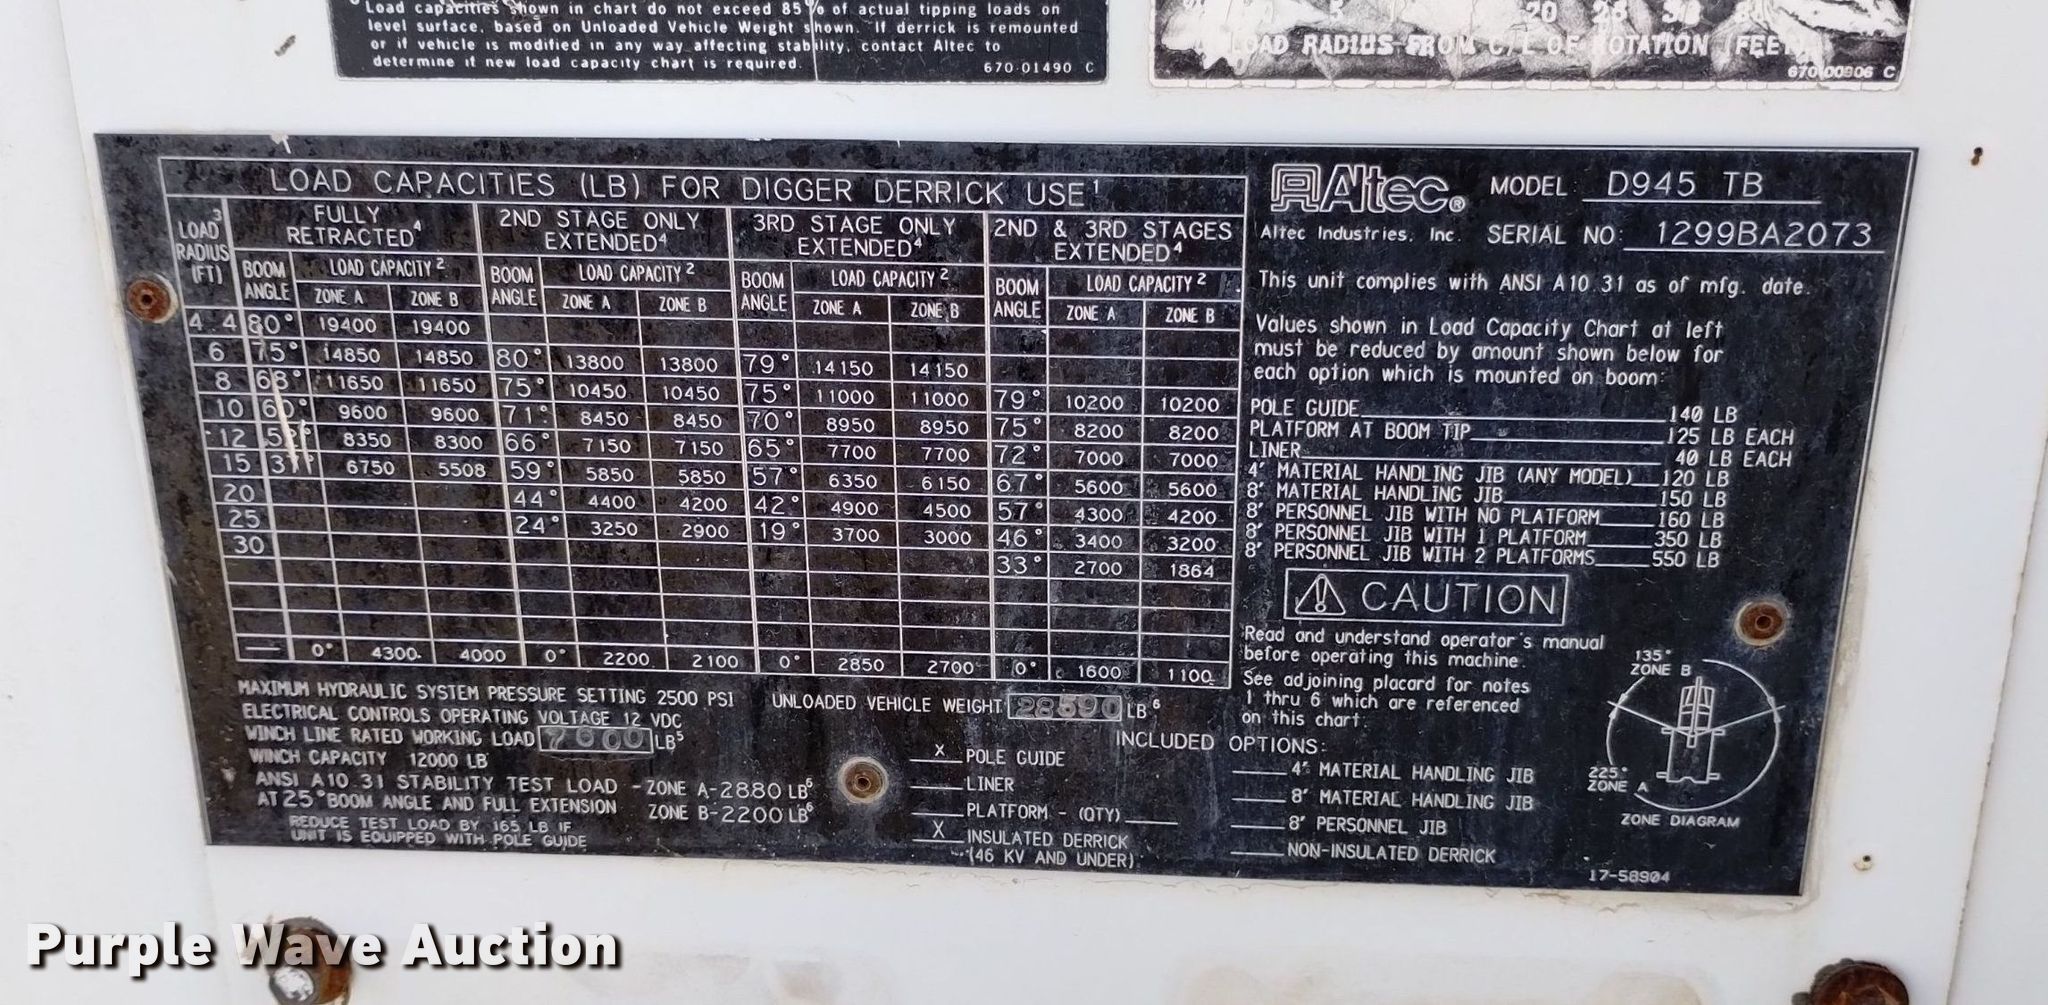 Load capacities shown in chart do not exceed 85% of actual tipping loads on
level surface, based on Unloaded Vehicle Weight shown. If derrick is remounted
or if vehicle is modified in any way affecting stability, contact Altec to
determine if new load capacity chart is required.
670-01490 C
LOAD RADIUS FROM C/L OF ROTATION (FEET)
670-00906 C
LOAD CAPACITIES (LB) FOR DIGGER DERRICK USE¹
LOAD³ RADIUS (FT) FULLY RETRACTED⁴ 2ND STAGE ONLY EXTENDED⁴ 3RD STAGE ONLY EXTENDED⁴ 2ND & 3RD STAGES EXTENDED⁴
BOOM ANGLE LOAD CAPACITY² BOOM ANGLE LOAD CAPACITY² BOOM ANGLE LOAD CAPACITY² BOOM ANGLE LOAD CAPACITY²
ZONE A ZONE B ZONE A ZONE B ZONE A ZONE B ZONE A ZONE B
4.4 80° 19400 19400
6 75° 14850 14850 80° 13800 13800 79° 14150 14150
8 68° 11650 11650 75° 10450 10450 75° 11000 11000 79° 10200 10200
10 60° 9600 9600 71° 8450 8450 70° 8950 8950 75° 8200 8200
12 8350 8300 66° 7150 7150 65° 7700 7700 72° 7000 7000
15 37° 6750 5508 59° 5850 5850 57° 6350 6150 67° 5600 5600
20 44° 4400 4200 42° 4900 4500 57° 4300 4200
25 24° 3250 2900 19° 3700 3000 46° 3400 3200
30 33° 2700 1864
— 0° 4300 4000 0° 2200 2100 0° 2850 2700 0° 1600 1100
MAXIMUM HYDRAULIC SYSTEM PRESSURE SETTING 2500 PSI
UNLOADED VEHICLE WEIGHT 28590 LB⁶
ELECTRICAL CONTROLS OPERATING VOLTAGE 12 VDC
WINCH LINE RATED WORKING LOAD LB⁵
WINCH CAPACITY 12000 LB
ANSI A10.31 STABILITY TEST LOAD - ZONE A-2880 LB⁶
AT 25° BOOM ANGLE AND FULL EXTENSION ZONE B-2200 LB⁶
REDUCE TEST LOAD BY 165 LB IF
UNIT IS EQUIPPED WITH POLE GUIDE
INCLUDED OPTIONS:
X POLE GUIDE
LINER
PLATFORM - (QTY)
X INSULATED DERRICK
(46 KV AND UNDER)
4' MATERIAL HANDLING JIB
8' MATERIAL HANDLING JIB
8' PERSONNEL JIB
NON-INSULATED DERRICK
Altec®
MODEL D945 TB
Altec Industries, Inc. SERIAL NO: 1299BA2073
This unit complies with ANSI A10.31 as of mfg. date.
Values shown in Load Capacity Chart at left
must be reduced by amount shown below for
each option which is mounted on boom:
POLE GUIDE 140 LB
PLATFORM AT BOOM TIP 125 LB EACH
LINER 40 LB EACH
4' MATERIAL HANDLING JIB (ANY MODEL) 120 LB
8' MATERIAL HANDLING JIB 150 LB
8' PERSONNEL JIB WITH NO PLATFORM 160 LB
8' PERSONNEL JIB WITH 1 PLATFORM 350 LB
8' PERSONNEL JIB WITH 2 PLATFORMS 550 LB
CAUTION
Read and understand operator's manual
before operating this machine.
See adjoining placard for notes
1 thru 6 which are referenced
on this chart.
135°
ZONE B
225°
ZONE A
ZONE DIAGRAM
17-58904
Purple Wave Auction